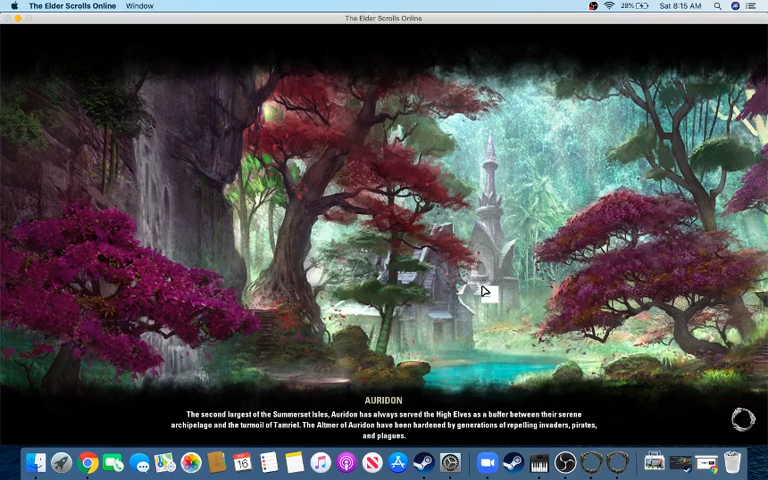 The Elder Scrolls Online Window 28% Sat 8:15 AM
The Elder Scrolls Online
AURIDON
The second largest of the Summerset Isles, Auridon has always served the High Elves as a buffer between their serene
archipelago and the turmoil of Tamriel. The Altmer of Auridon have been hardened by generations of repelling invaders, pirates,
and plagues.
16